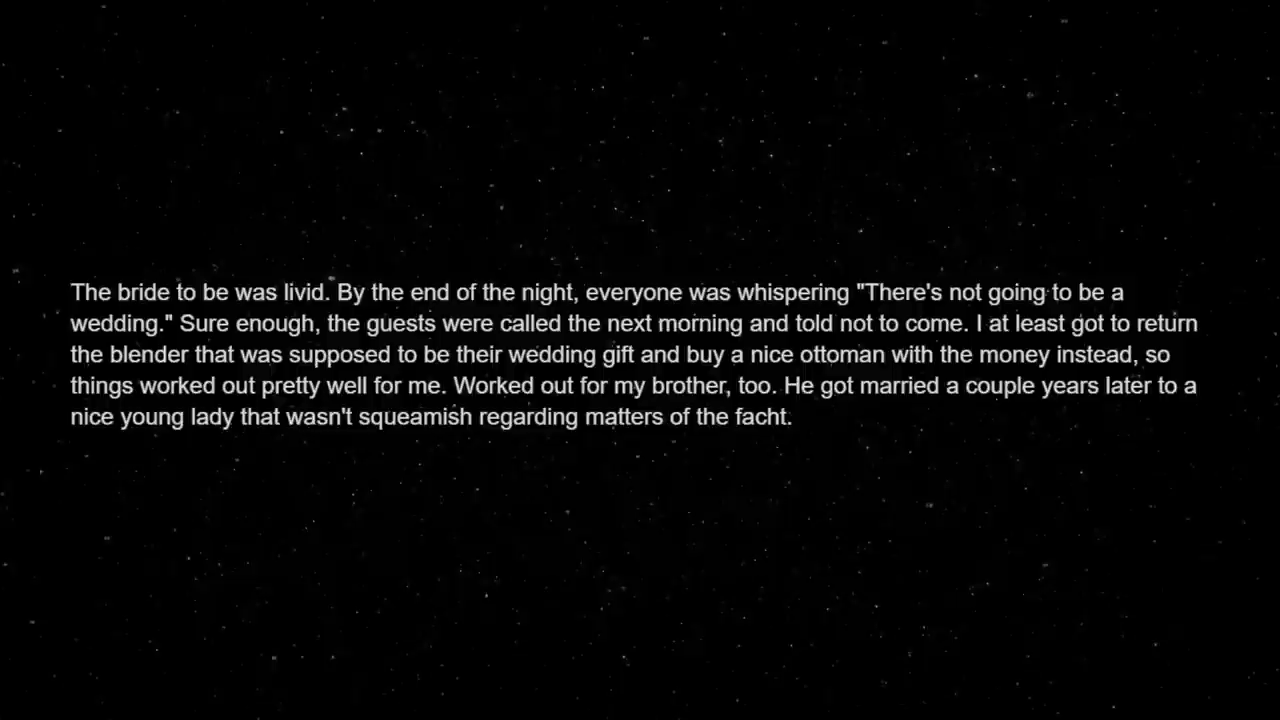 The bride to be was livid. By the end of the night, everyone was whispering "There's not going to be a
wedding." Sure enough, the guests were called the next morning and told not to come. I at least got to return
the blender that was supposed to be their wedding gift and buy a nice ottoman with the money instead, so
things worked out pretty well for me. Worked out for my brother, too. He got married a couple years later to a
nice young lady that wasn't squeamish regarding matters of the facht.